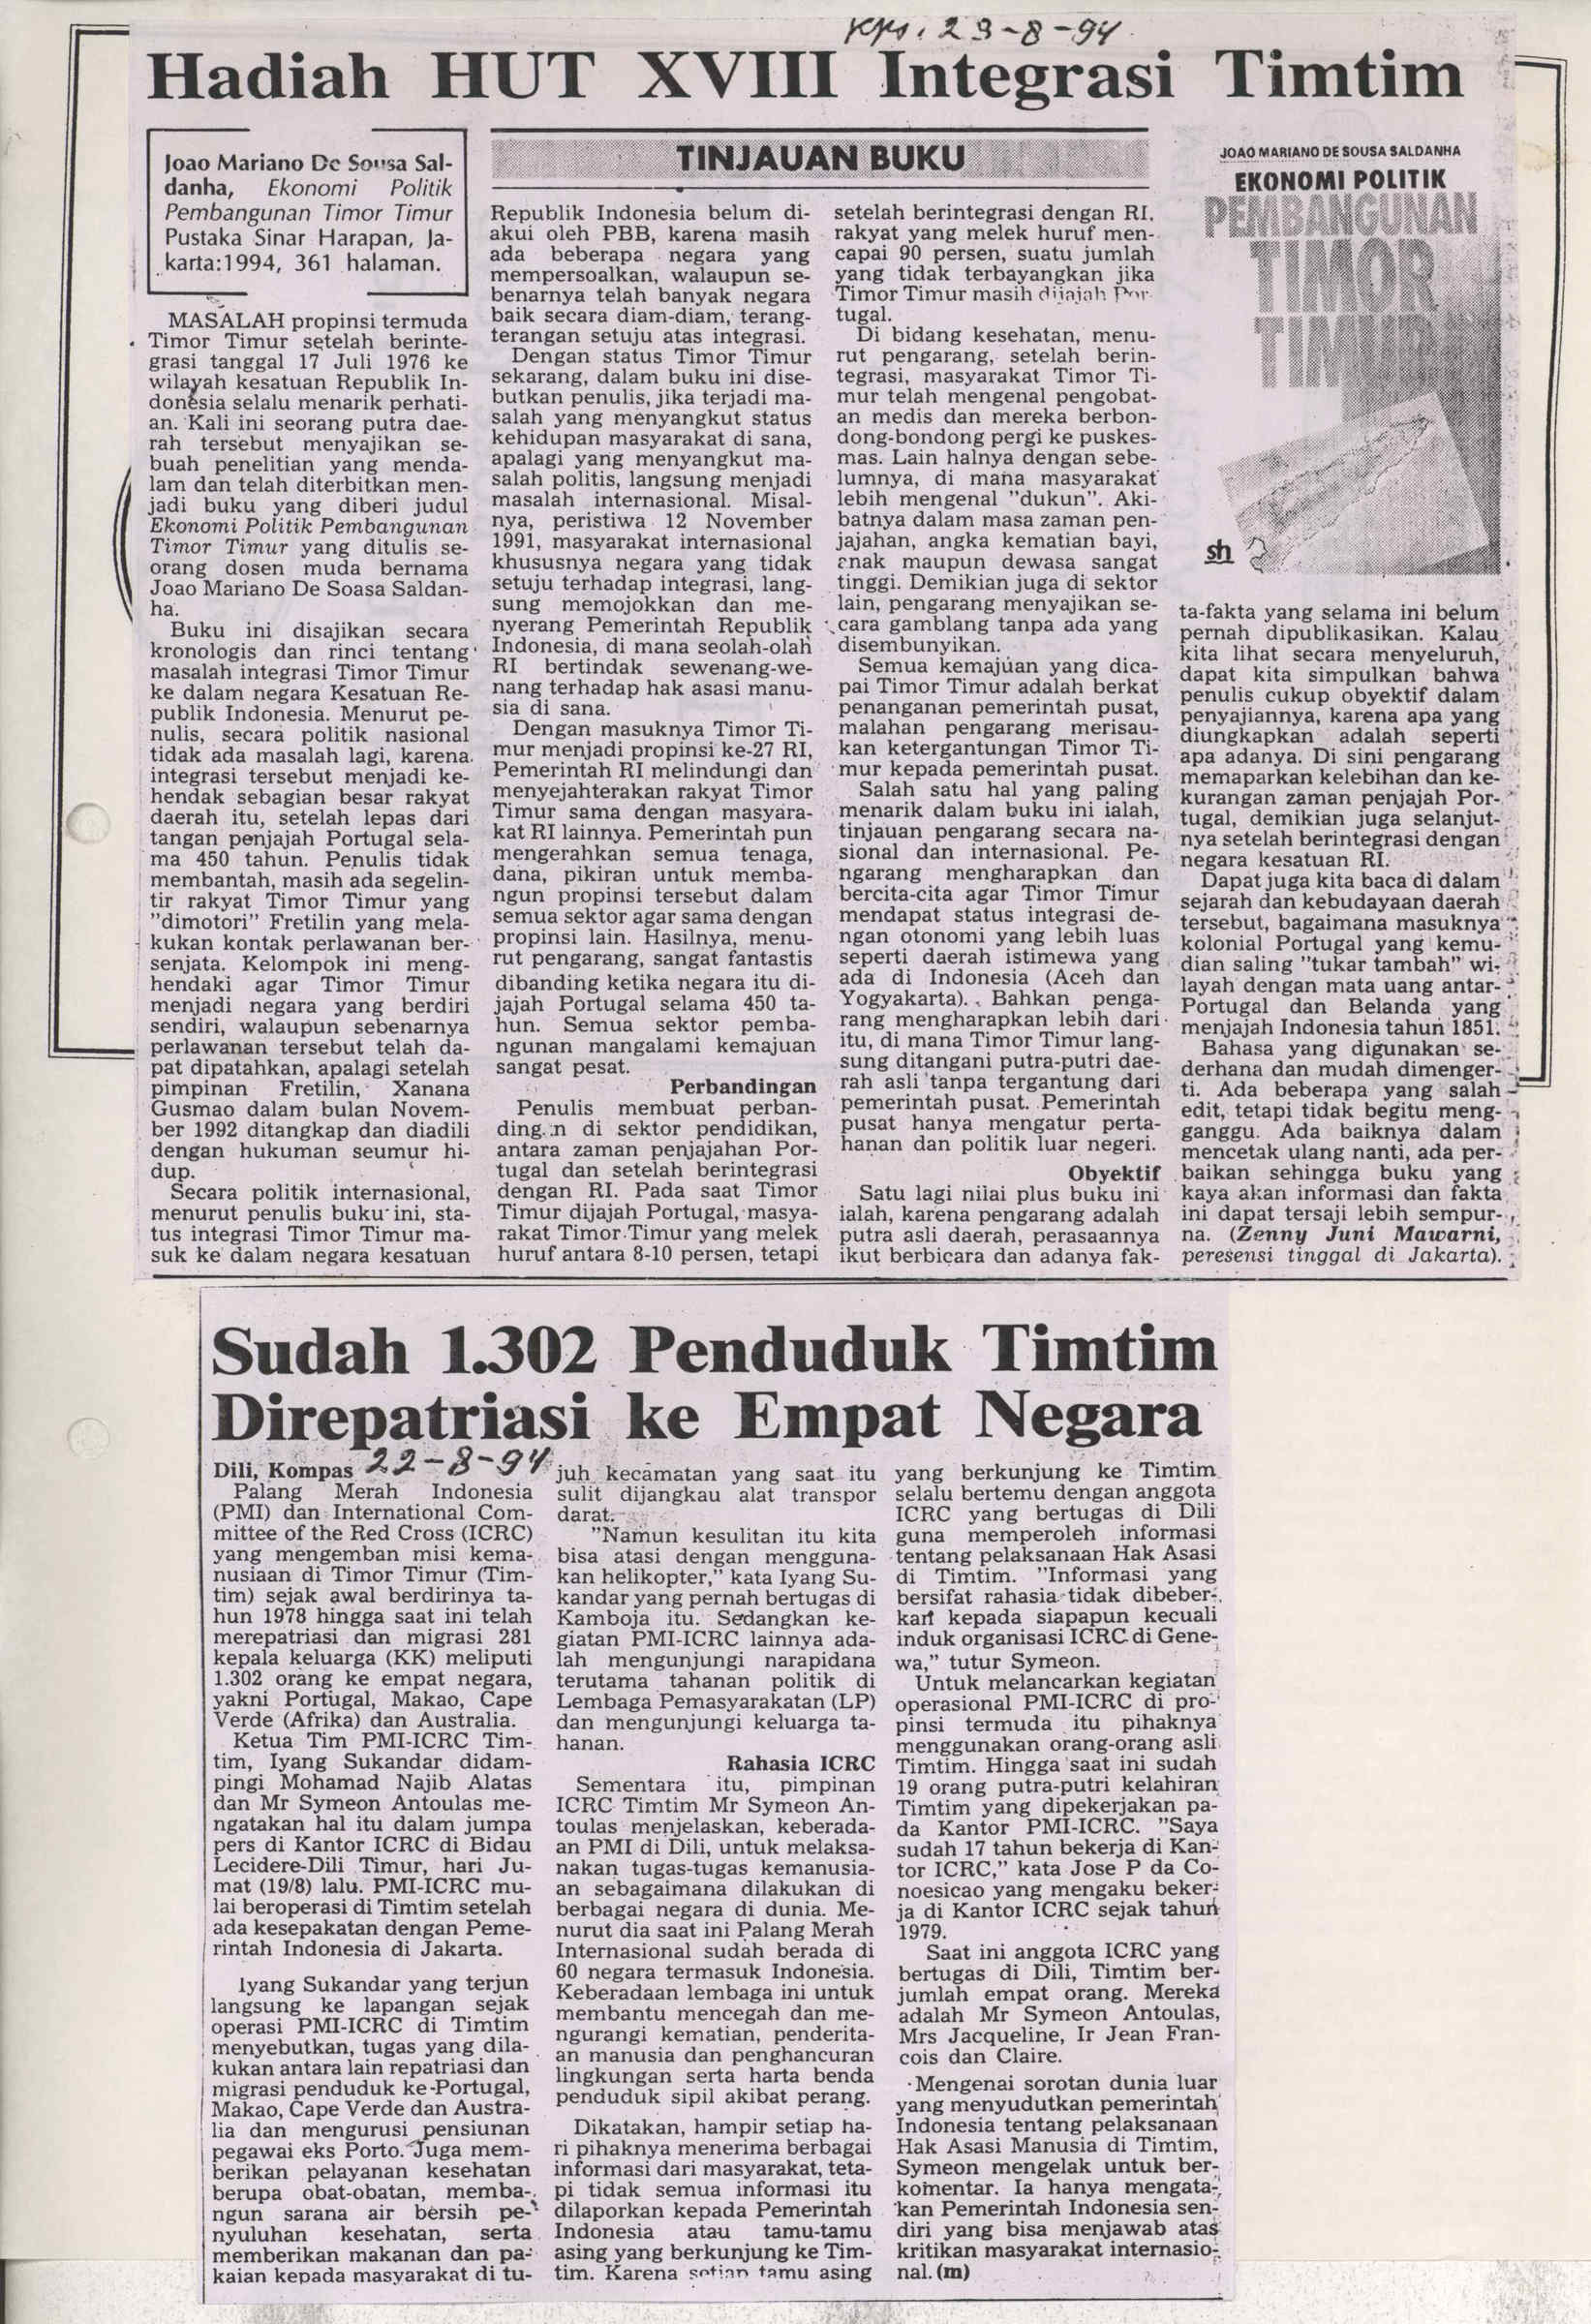 23-8-94
Hadiah HUT XVIII Integrasi Timtim
Joao Mariano De Sousa Sal-
danha, Ekonomi Politik
Pembangunan Timor Timur
Pustaka Sinar Harapan, Ja-
karta:1994, 361 halaman.
MASALAH propinsi termuda
Timor Timur setelah berinte-
grasi tanggal 17 Juli 1976 ke
wilayah kesatuan Republik In-
donesia selalu menarik perhati-
an. Kali ini seorang putra dae-
rah tersebut menyajikan se-
buah penelitian yang menda-
lam dan telah diterbitkan men-
jadi buku yang diberi judul
Ekonomi Politik Pembangunan
Timor Timur yang ditulis se-
orang dosen muda bernama
Joao Mariano De Soasa Saldan-
ha.
Buku ini disajikan secara
kronologis dan rinci tentang
masalah integrasi Timor Timur
ke dalam negara Kesatuan Re-
publik Indonesia. Menurut pe-
nulis, secara politik nasional
tidak ada masalah lagi, karena
integrasi tersebut menjadi ke-
hendak sebagian besar rakyat
daerah itu, setelah lepas dari
tangan penjajah Portugal sela-
ma 450 tahun. Penulis tidak
membantah, masih ada segelin-
tir rakyat Timor Timur yang
"dimotori" Fretilin yang mela-
kukan kontak perlawanan ber-
senjata. Kelompok ini meng-
hendaki agar Timor Timur
menjadi negara yang berdiri
sendiri, walaupun sebenarnya
perlawanan tersebut telah da-
pat dipatahkan, apalagi setelah
pimpinan Fretilin, Xanana
Gusmao dalam bulan Novem-
ber 1992 ditangkap dan diadili
dengan hukuman seumur hi-
dup.
Secara politik internasional,
menurut penulis buku ini, sta-
tus integrasi Timor Timur ma-
suk ke dalam negara kesatuan
TINJAUAN BUKU
Republik Indonesia belum di-
akui oleh PBB, karena masih
ada beberapa negara yang
mempersoalkan, walaupun se-
benarnya telah banyak negara
baik secara diam-diam, terang-
terangan setuju atas integrasi.
Dengan status Timor Timur
sekarang, dalam buku ini dise-
butkan penulis, jika terjadi ma-
salah yang menyangkut status
kehidupan masyarakat di sana,
apalagi yang menyangkut ma-
salah politis, langsung menjadi
masalah internasional. Misal-
nya, peristiwa 12 November
1991, masyarakat internasional
khususnya negara yang tidak
setuju terhadap integrasi, lang-
sung memojokkan dan me-
nyerang Pemerintah Republik
Indonesia, di mana seolah-olah
RI bertindak sewenang-we-
nang terhadap hak asasi manu-
sia di sana.
Dengan masuknya Timor Ti-
mur menjadi propinsi ke-27 RI,
Pemerintah RI melindungi dan
menyejahterakan rakyat Timor
Timur sama dengan masyara-
kat RI lainnya. Pemerintah pun
mengerahkan semua tenaga,
dana, pikiran untuk memba-
ngun propinsi tersebut dalam
semua sektor agar sama dengan
propinsi lain. Hasilnya, menu-
rut pengarang, sangat fantastis
dibanding ketika negara itu di-
jajah Portugal selama 450 ta-
hun. Semua sektor pemba-
ngunan mangalami kemajuan
sangat pesat.
Perbandingan
Penulis membuat perban-
dingan di sektor pendidikan,
antara zaman penjajahan Por-
tugal dan setelah berintegrasi
dengan RI. Pada saat Timor
Timur dijajah Portugal, masya-
rakat Timor Timur yang melek
huruf antara 8-10 persen, tetapi
setelah berintegrasi dengan RI,
rakyat yang melek huruf men-
capai 90 persen, suatu jumlah
yang tidak terbayangkan jika
Timor Timur masih dijajah Por-
tugal.
Di bidang kesehatan, menu-
rut pengarang, setelah berin-
tegrasi, masyarakat Timor Ti-
mur telah mengenal pengobat-
an medis dan mereka berbon-
dong-bondong pergi ke puskes-
mas. Lain halnya dengan sebe-
lumnya, di mana masyarakat
lebih mengenal "dukun". Aki-
batnya dalam masa zaman pen-
jajahan, angka kematian bayi,
anak maupun dewasa sangat
tinggi. Demikian juga di sektor
lain, pengarang menyajikan se-
cara gamblang tanpa ada yang
disembunyikan.
Semua kemajuan yang dica-
pai Timor Timur adalah berkat
penanganan pemerintah pusat,
malahan pengarang merisau-
kan ketergantungan Timor Ti-
mur kepada pemerintah pusat.
Salah satu hal yang paling
menarik dalam buku ini ialah,
tinjauan pengarang secara na-
sional dan internasional. Pe-
ngarang mengharapkan dan
bercita-cita agar Timor Timur
mendapat status integrasi de-
ngan otonomi yang lebih luas
seperti daerah istimewa yang
ada di Indonesia (Aceh dan
Yogyakarta). Bahkan penga-
rang mengharapkan lebih dari
itu, di mana Timor Timur lang-
sung ditangani putra-putri dae-
rah asli tanpa tergantung dari
pemerintah pusat. Pemerintah
pusat hanya mengatur perta-
hanan dan politik luar negeri.
Obyektif
Satu lagi nilai plus buku ini
ialah, karena pengarang adalah
putra asli daerah, perasaannya
ikut berbicara dan adanya fak-
JOAO MARIANO DE SOUSA SALDANHA
EKONOMI POLITIK
PEMBANGUNAN
TIMOR
TIMUR
sh
ta-fakta yang selama ini belum
pernah dipublikasikan. Kalau
kita lihat secara menyeluruh,
dapat kita simpulkan bahwa
penulis cukup obyektif dalam
penyajiannya, karena apa yang
diungkapkan adalah seperti
apa adanya. Di sini pengarang
memaparkan kelebihan dan ke-
kurangan zaman penjajah Por-
tugal, demikian juga selanjut-
nya setelah berintegrasi dengan
negara kesatuan RI.
Dapat juga kita baca di dalam
sejarah dan kebudayaan daerah
tersebut, bagaimana masuknya
kolonial Portugal yang kemu-
dian saling "tukar tambah" wi-
layah dengan mata uang antar-
Portugal dan Belanda yang
menjajah Indonesia tahun 1851.
Bahasa yang digunakan se-
derhana dan mudah dimenger-
ti. Ada beberapa yang salah
edit, tetapi tidak begitu meng-
ganggu. Ada baiknya dalam
mencetak ulang nanti, ada per-
baikan sehingga buku yang
kaya akan informasi dan fakta
ini dapat tersaji lebih sempur-
na. (Zenny Juni Mawarni,
peresensi tinggal di Jakarta).
Sudah 1.302 Penduduk Timtim
Direpatriasi ke Empat Negara
Dili, Kompas 22-8-94
Palang Merah Indonesia
(PMI) dan International Com-
mittee of the Red Cross (ICRC)
yang mengemban misi kema-
nusiaan di Timor Timur (Tim-
tim) sejak awal berdirinya ta-
hun 1978 hingga saat ini telah
merepatriasi dan migrasi 281
kepala keluarga (KK) meliputi
1.302 orang ke empat negara,
yakni Portugal, Makao, Cape
Verde (Afrika) dan Australia.
Ketua Tim PMI-ICRC Tim-
tim, Iyang Sukandar didam-
pingi Mohamad Najib Alatas
dan Mr Symeon Antoulas me-
ngatakan hal itu dalam jumpa
pers di Kantor ICRC di Bidau
Lecidere-Dili Timur, hari Ju-
mat (19/8) lalu. PMI-ICRC mu-
lai beroperasi di Timtim setelah
ada kesepakatan dengan Peme-
rintah Indonesia di Jakarta.
Iyang Sukandar yang terjun
langsung ke lapangan sejak
operasi PMI-ICRC di Timtim
menyebutkan, tugas yang dila-
kukan antara lain repatriasi dan
migrasi penduduk ke Portugal,
Makao, Cape Verde dan Austra-
lia dan mengurusi pensiunan
pegawai eks Porto. Juga mem-
berikan pelayanan kesehatan
berupa obat-obatan, memba-
ngun sarana air bersih pe-
nyuluhan kesehatan, serta
memberikan makanan dan pa-
kaian kepada masyarakat di tu-
juh kecamatan yang saat itu
sulit dijangkau alat transpor
darat.
"Namun kesulitan itu kita
bisa atasi dengan mengguna-
kan helikopter," kata Iyang Su-
kandar yang pernah bertugas di
Kamboja itu. Sedangkan ke-
giatan PMI-ICRC lainnya ada-
lah mengunjungi narapidana
terutama tahanan politik di
Lembaga Pemasyarakatan (LP)
dan mengunjungi keluarga ta-
hanan.
Rahasia ICRC
Sementara itu, pimpinan
ICRC Timtim Mr Symeon An-
toulas menjelaskan, keberada-
an PMI di Dili, untuk melaksa-
nakan tugas-tugas kemanusia-
an sebagaimana dilakukan di
berbagai negara di dunia. Me-
nurut dia saat ini Palang Merah
Internasional sudah berada di
60 negara termasuk Indonesia.
Keberadaan lembaga ini untuk
membantu mencegah dan me-
ngurangi kematian, penderita-
an manusia dan penghancuran
lingkungan serta harta benda
penduduk sipil akibat perang.
Dikatakan, hampir setiap ha-
ri pihaknya menerima berbagai
informasi dari masyarakat, teta-
pi tidak semua informasi itu
dilaporkan kepada Pemerintah
Indonesia atau tamu-tamu
asing yang berkunjung ke Tim-
tim. Karena setiap tamu asing
yang berkunjung ke Timtim
selalu bertemu dengan anggota
ICRC yang bertugas di Dili
guna memperoleh informasi
tentang pelaksanaan Hak Asasi
di Timtim. "Informasi yang
bersifat rahasia tidak dibeber-
kan kepada siapapun kecuali
induk organisasi ICRC di Gene-
wa," tutur Symeon.
Untuk melancarkan kegiatan
operasional PMI-ICRC di pro-
pinsi termuda itu pihaknya
menggunakan orang-orang asli
Timtim. Hingga saat ini sudah
19 orang putra-putri kelahiran
Timtim yang dipekerjakan pa-
da Kantor PMI-ICRC. "Saya
sudah 17 tahun bekerja di Kan-
tor ICRC," kata Jose P da Co-
noesicao yang mengaku beker-
ja di Kantor ICRC sejak tahun
1979.
Saat ini anggota ICRC yang
bertugas di Dili, Timtim ber-
jumlah empat orang. Mereka
adalah Mr Symeon Antoulas,
Mrs Jacqueline, Ir Jean Fran-
cois dan Claire.
Mengenai sorotan dunia luar
yang menyudutkan pemerintah
Indonesia tentang pelaksanaan
Hak Asasi Manusia di Timtim,
Symeon mengelak untuk ber-
komentar. Ia hanya mengata-
kan Pemerintah Indonesia sen-
diri yang bisa menjawab atas
kritikan masyarakat internasio-
nal. (m)